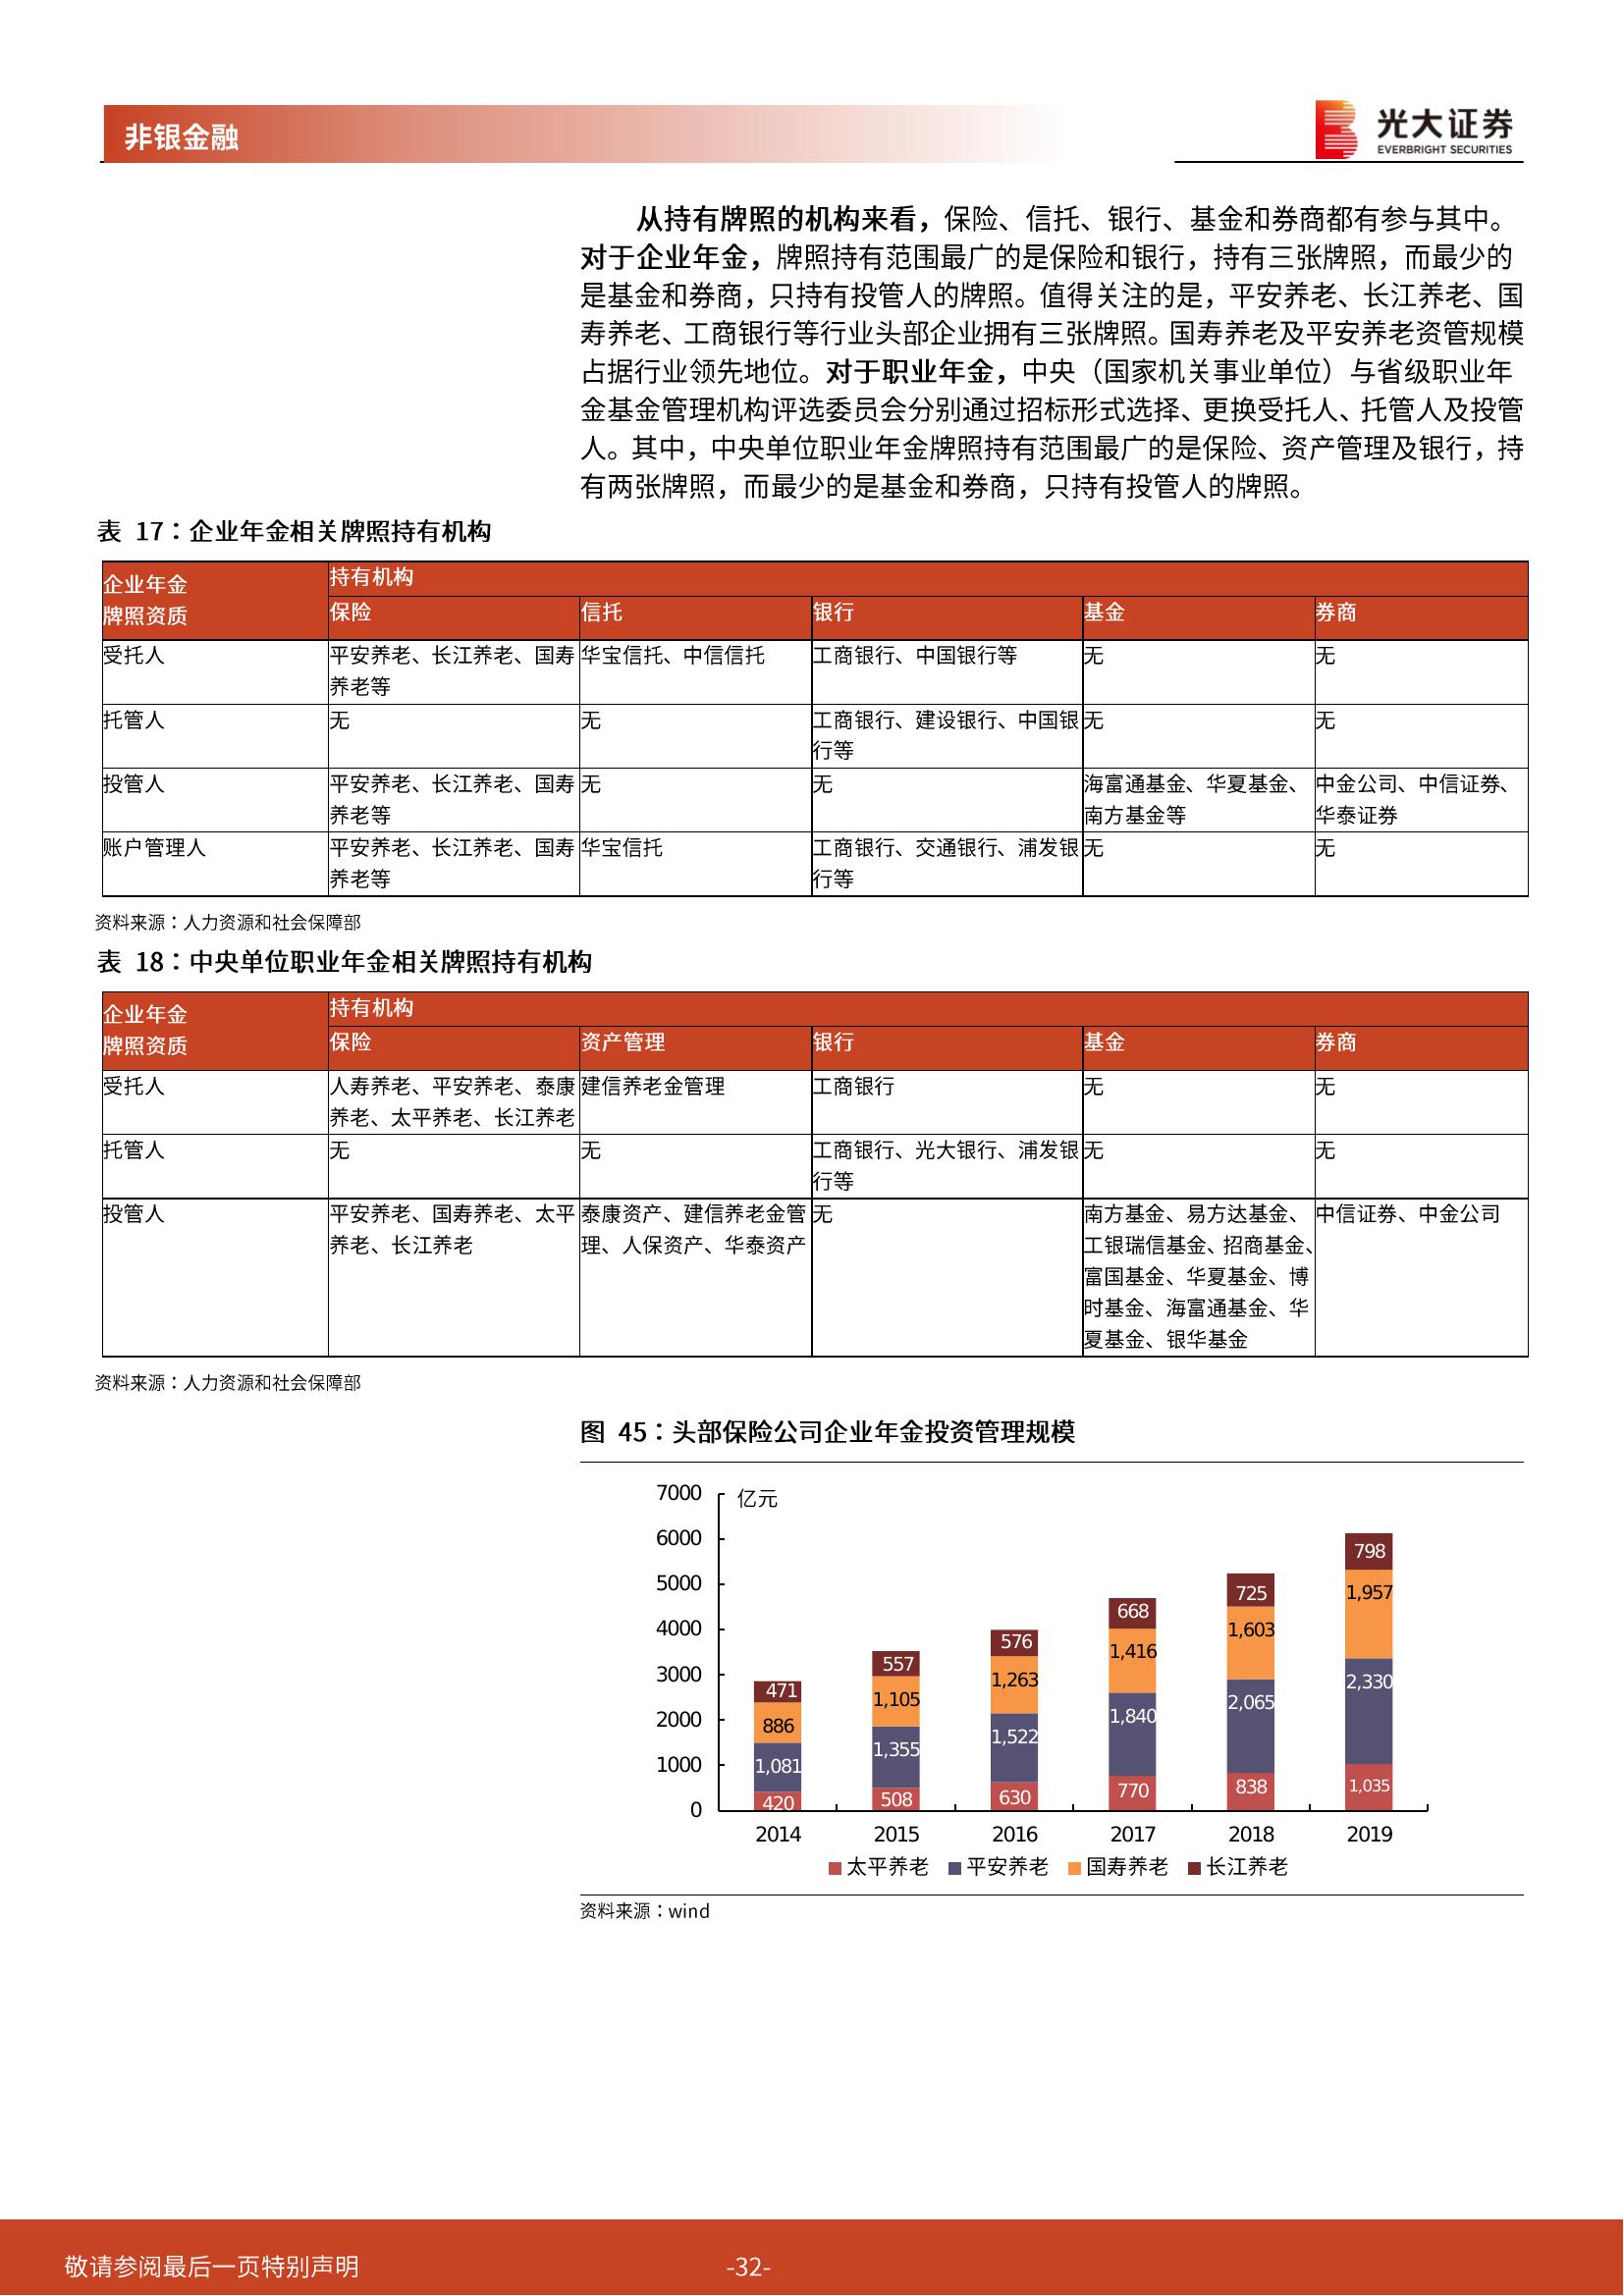 非银金融
光大证券
EVERBRIGHT SECURITIES
从持有牌照的机构来看，保险、信托、银行、基金和券商都有参与其中。
对于企业年金，牌照持有范围最广的是保险和银行，持有三张牌照，而最少的
是基金和券商，只持有投管人的牌照。值得关注的是，平安养老、长江养老、国
寿养老、工商银行等行业头部企业拥有三张牌照。国寿养老及平安养老资管规模
占据行业领先地位。对于职业年金，中央（国家机关事业单位）与省级职业年
金基金管理机构评选委员会分别通过招标形式选择、更换受托人、托管人及投管
人。其中，中央单位职业年金牌照持有范围最广的是保险、资产管理及银行，持
有两张牌照，而最少的是基金和券商，只持有投管人的牌照。
表 17：企业年金相关牌照持有机构
企业年金 持有机构
牌照资质 保险 信托 银行 基金 券商
受托人 平安养老、长江养老、国寿 华宝信托、中信信托 工商银行、中国银行等 无 无
养老等
托管人 无 无 工商银行、建设银行、中国银 无 无
行等
投管人 平安养老、长江养老、国寿 无 无 海富通基金、华夏基金、 中金公司、中信证券、
养老等 南方基金等 华泰证券
账户管理人 平安养老、长江养老、国寿 华宝信托 工商银行、交通银行、浦发银 无 无
养老等 行等
资料来源：人力资源和社会保障部
表 18：中央单位职业年金相关牌照持有机构
企业年金 持有机构
牌照资质 保险 资产管理 银行 基金 券商
受托人 人寿养老、平安养老、泰康 建信养老金管理 工商银行 无 无
养老、太平养老、长江养老
托管人 无 无 工商银行、光大银行、浦发银 无 无
行等
投管人 平安养老、国寿养老、太平 泰康资产、建信养老金管 无 南方基金、易方达基金、 中信证券、中金公司
养老、长江养老 理、人保资产、华泰资产 工银瑞信基金、招商基金、
富国基金、华夏基金、博
时基金、海富通基金、华
夏基金、银华基金
资料来源：人力资源和社会保障部
图 45：头部保险公司企业年金投资管理规模
7000 亿元
6000
5000
4000
3000
2000
1000
0
471 557 576 668 725 798
886 1,105 1,263 1,416 1,603 1,957
1,081 1,355 1,522 1,840 2,065 2,330
420 508 630 770 838 1,035
2014 2015 2016 2017 2018 2019
太平养老 平安养老 国寿养老 长江养老
资料来源：wind
敬请参阅最后一页特别声明 -32-